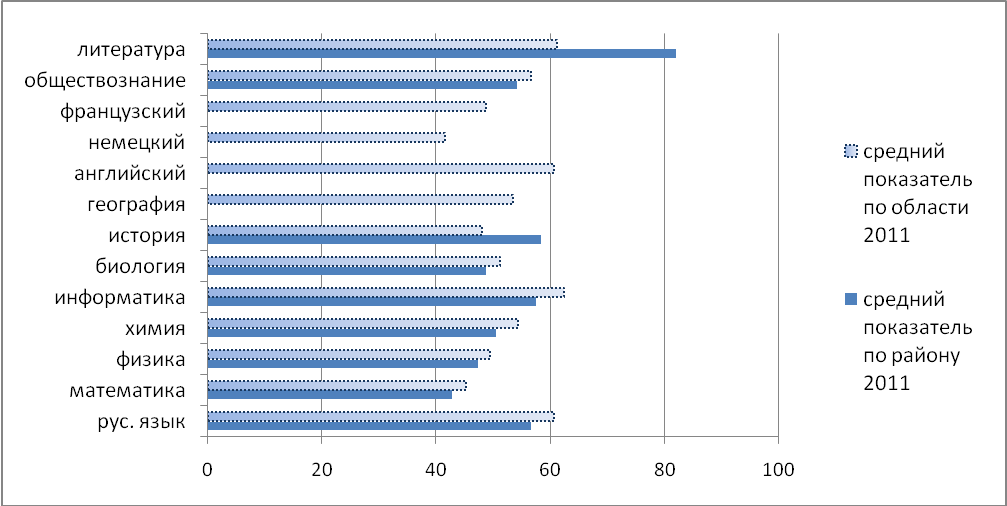 литература
обществознание
французский
немецкий
английский
география
история
биология
информатика
химия
физика
математика
рус. язык
0 20 40 60 80 100
средний
показатель
по области
2011
средний
показатель
по району
2011